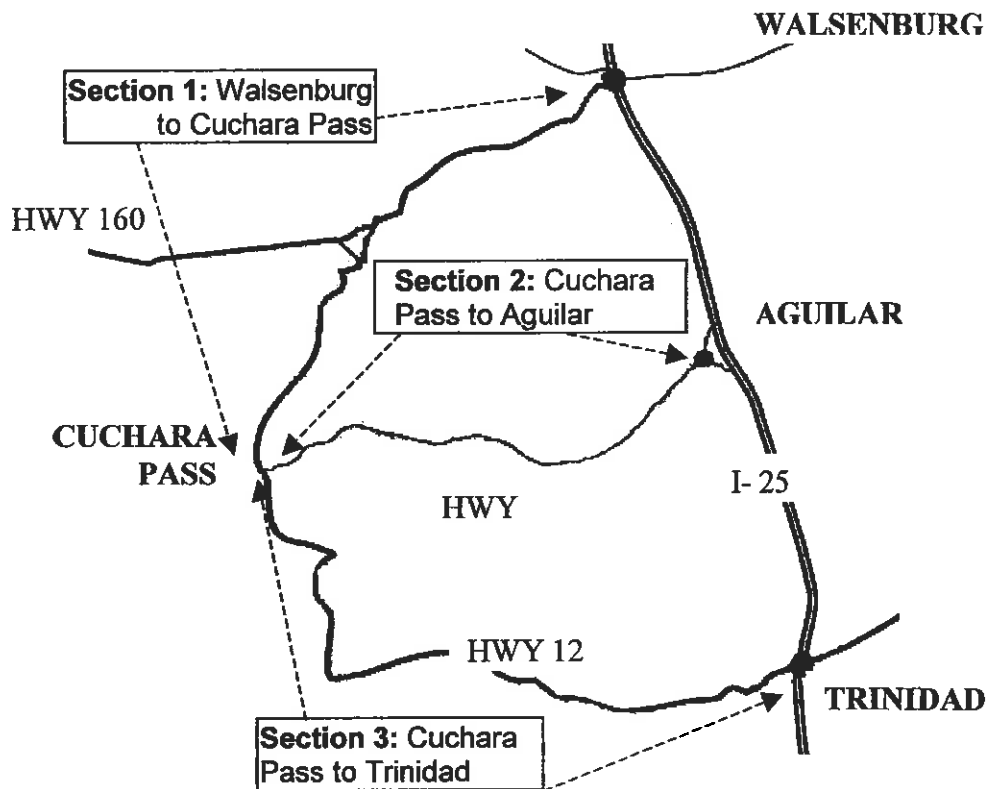 WALSENBURG
Section 1: Walsenburg
to Cuchara Pass
HWY 160
Section 2: Cuchara
Pass to Aguilar
AGUILAR
CUCHARA
PASS
I- 25
HWY
HWY 12
TRINIDAD
Section 3: Cuchara
Pass to Trinidad